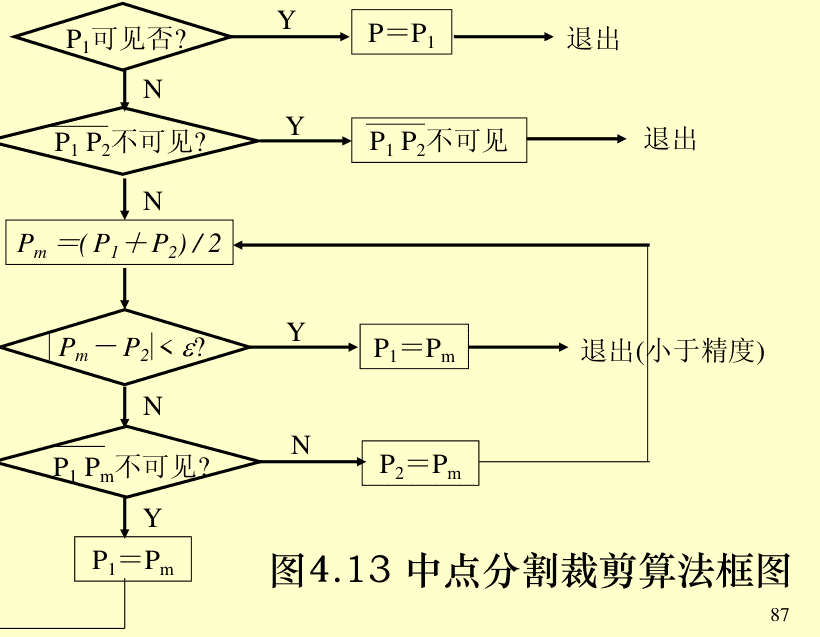 P₁可见否?
Y
P＝P₁
退出
N
P₁ P₂不可见?
Y
P₁ P₂不可见
退出
N
Pₘ＝(P₁＋P₂)/2
|Pₘ－P₂|< ε?
Y
P₁＝Pₘ
退出(小于精度)
N
P₁ Pₘ不可见?
N
P₂＝Pₘ
Y
P₁＝Pₘ
图4.13 中点分割裁剪算法框图
87